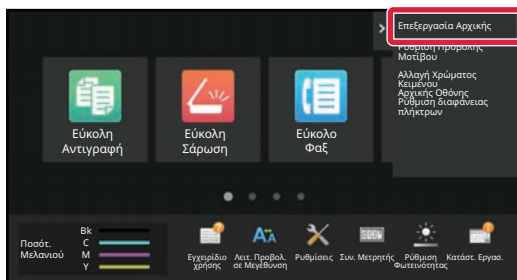 Επεξεργασία Αρχικής
Ρύθμιση Προβολής
Μοτίβου
Αλλαγή Χρώματος
Κειμένου
Αρχικής Οθόνης
Ρύθμιση διαφάνειας
πλήκτρων
Εύκολη
Αντιγραφή
Εύκολη
Σάρωση
Εύκολο
Φαξ
Ποσότ.
Μελανιού
Bk
C
M
Y
Εγχειρίδιο
χρήσης
Λειτ. Προβολ.
σε Μεγέθυνση
Ρυθμίσεις
Συν. Μετρητής
Ρύθμιση
Φωτεινότητας
Κατάστ. Εργασ.